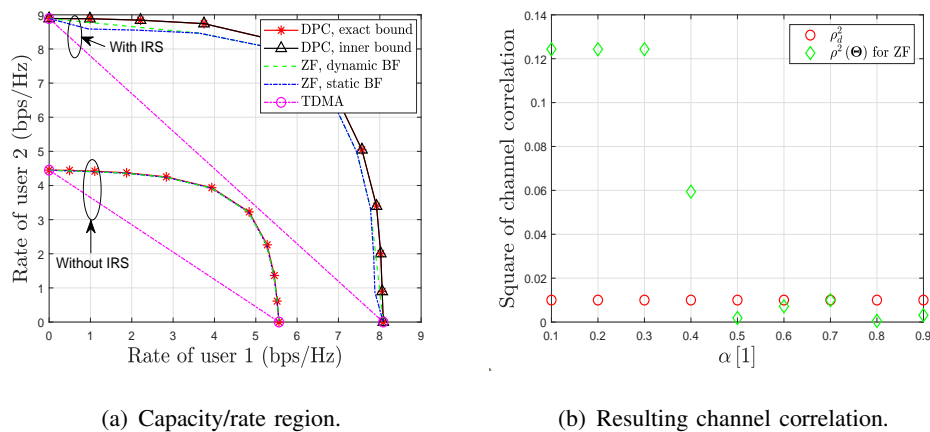 Rate of user 2 (bps/Hz)
9
8
7
6
5
4
3
2
1
0
With IRS
Without IRS
DPC, exact bound
DPC, inner bound
ZF, dynamic BF
ZF, static BF
TDMA
0 1 2 3 4 5 6 7 8 9
Rate of user 1 (bps/Hz)
(a) Capacity/rate region.
Square of channel correlation
0.14
0.12
0.1
0.08
0.06
0.04
0.02
0
ρ_d^2
ρ^2(Θ) for ZF
0.1 0.2 0.3 0.4 0.5 0.6 0.7 0.8 0.9
α[1]
(b) Resulting channel correlation.